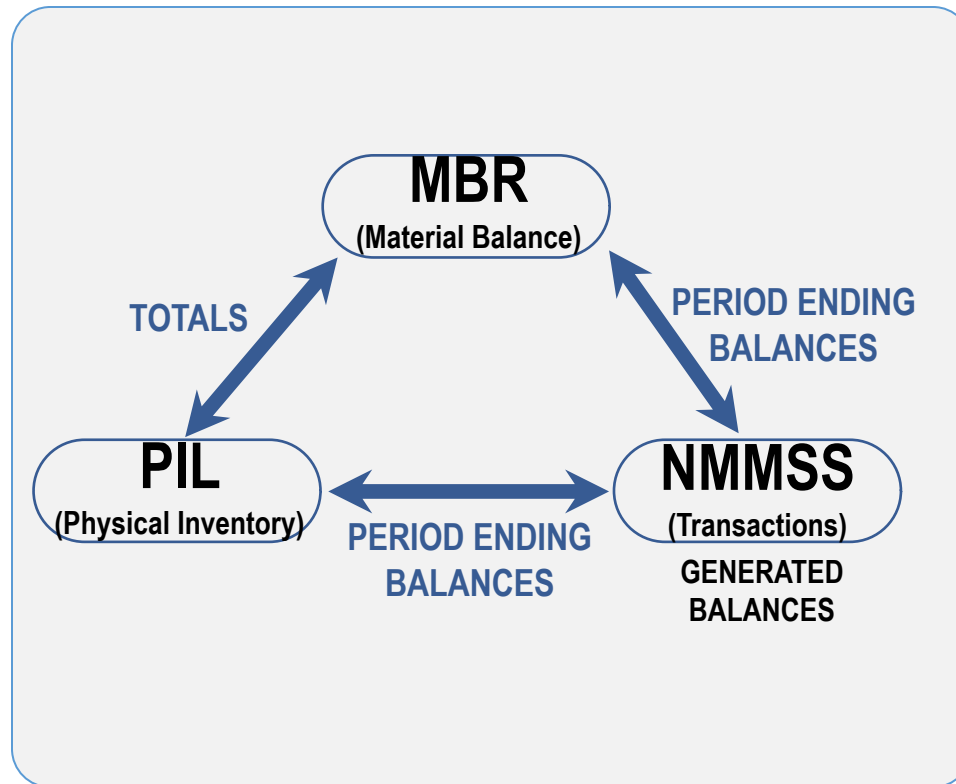 MBR
(Material Balance)
TOTALS
PERIOD ENDING
BALANCES
PIL
(Physical Inventory)
PERIOD ENDING
BALANCES
NMMSS
(Transactions)
GENERATED
BALANCES